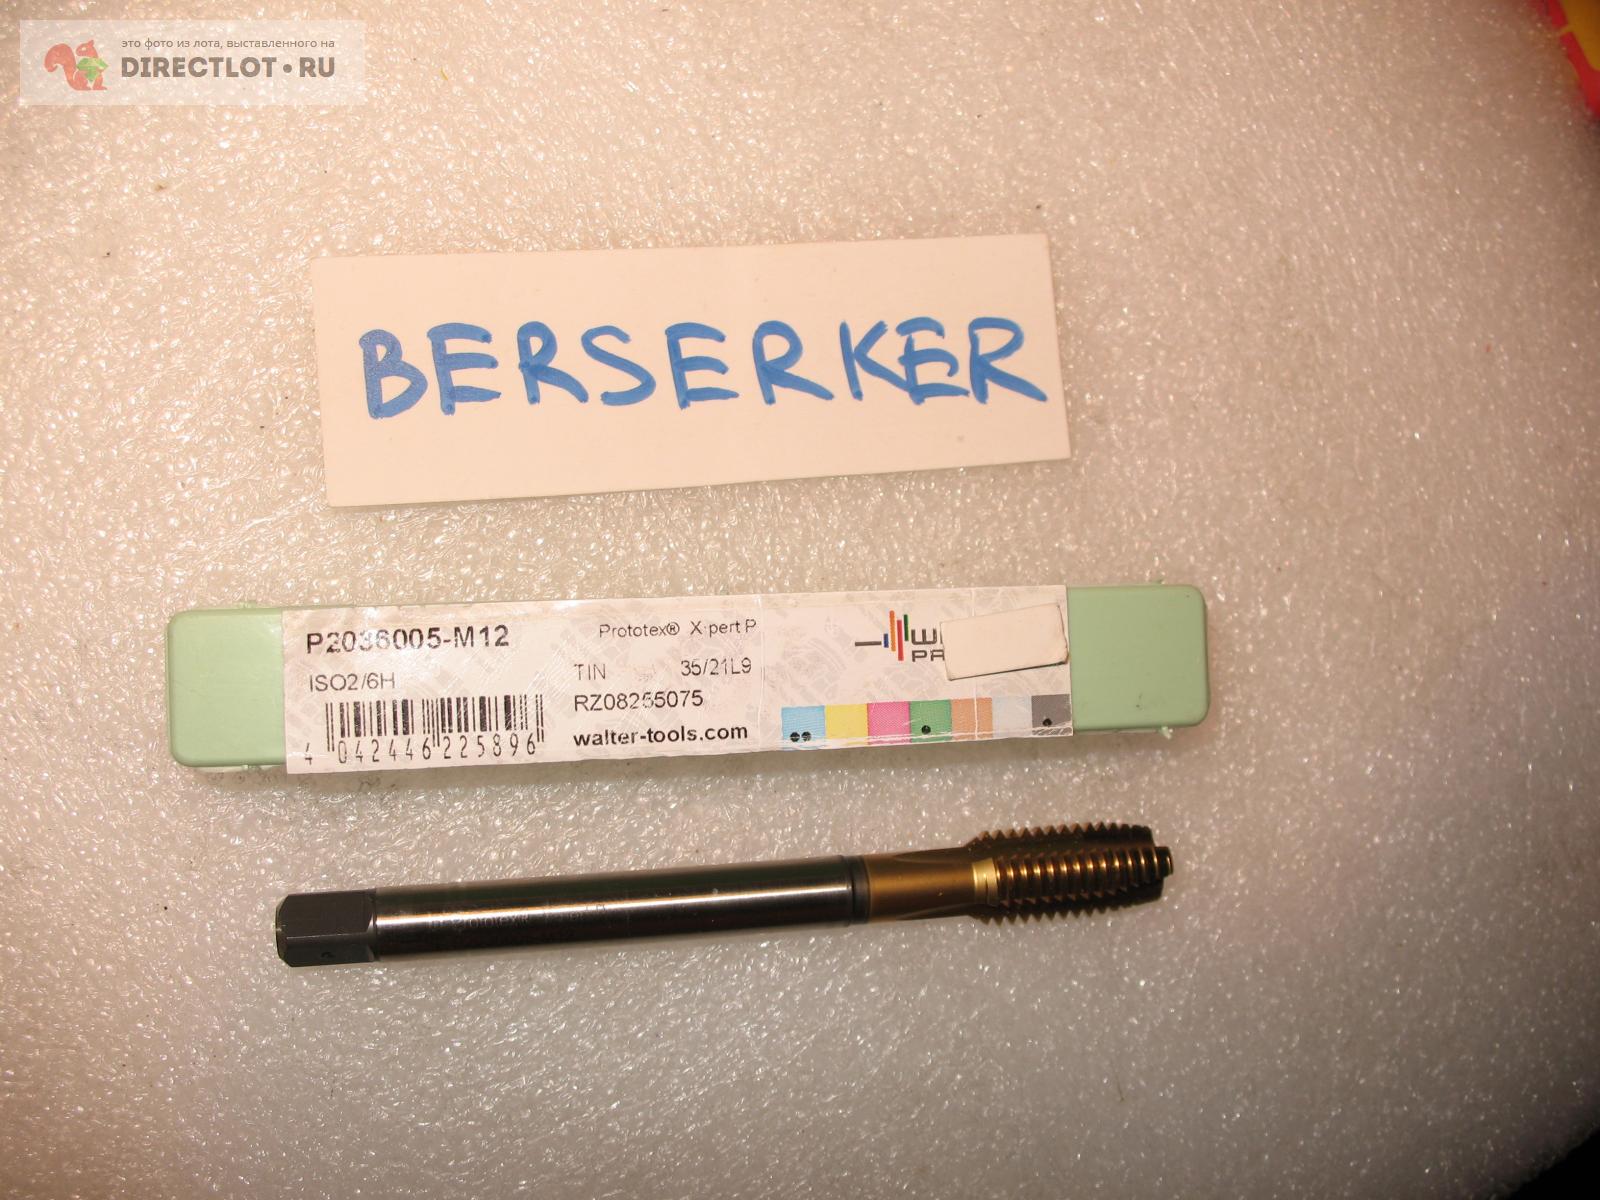 это фото из лота, выставленного на
DIRECTLOT•RU
BERSERKER
P2036005-M12
Prototex® X·pert P
ISO2/6H
TIN 35/21L9
RZ08255075
4 042446 225896
walter-tools.com
Prototex®